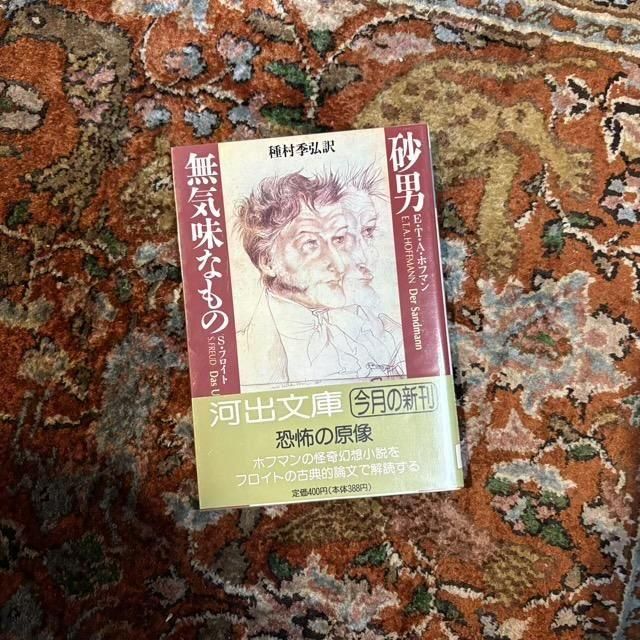 種村季弘訳
砂男
E・T・A・ホフマン
E.T.A.HOFFMANN Der Sandmann
無気味なもの
S・フロイト
S.FREUD Das U
河出文庫
今月の新刊
恐怖の原像
ホフマンの怪奇幻想小説を
フロイトの古典的論文で解読する
定価400円(本体388円)